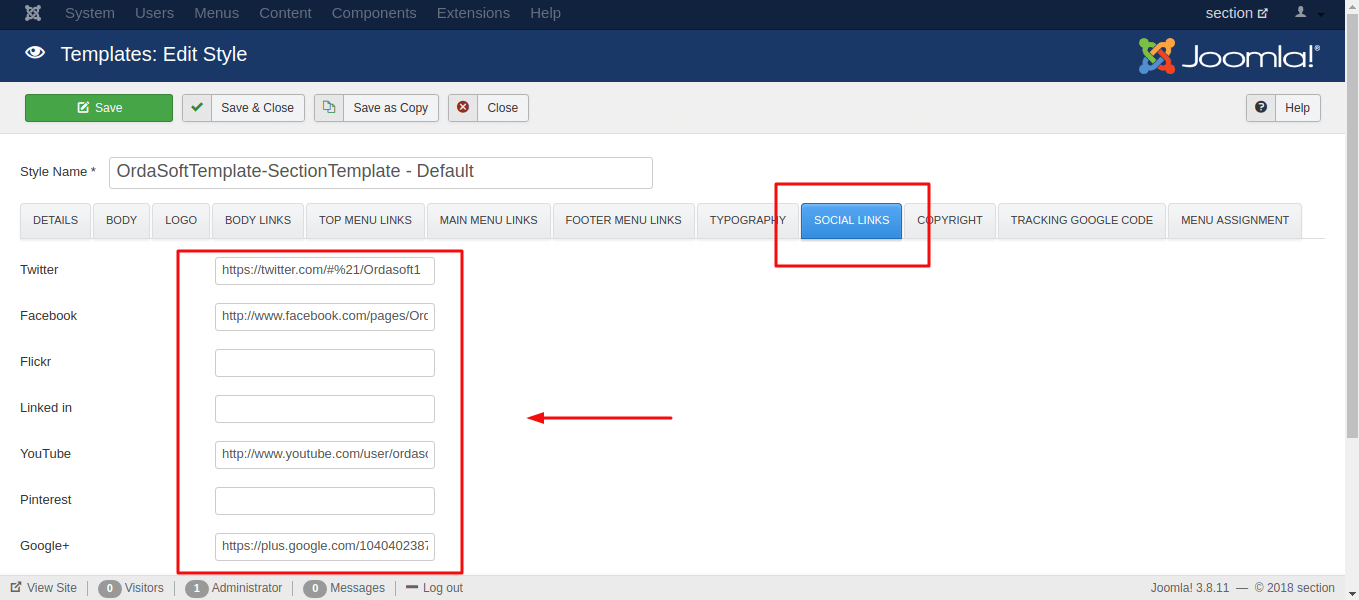 System Users Menus Content Components Extensions Help section
Templates: Edit Style Joomla!®
Save Save & Close Save as Copy Close Help
Style Name * OrdaSoftTemplate-SectionTemplate - Default
DETAILS BODY LOGO BODY LINKS TOP MENU LINKS MAIN MENU LINKS FOOTER MENU LINKS TYPOGRAPHY SOCIAL LINKS COPYRIGHT TRACKING GOOGLE CODE MENU ASSIGNMENT
Twitter https://twitter.com/#%21/Ordasoft1
Facebook http://www.facebook.com/pages/Ord
Flickr
Linked in
YouTube http://www.youtube.com/user/ordaso
Pinterest
Google+ https://plus.google.com/1040402387
View Site 0 Visitors 1 Administrator 0 Messages Log out Joomla! 3.8.11 — © 2018 section